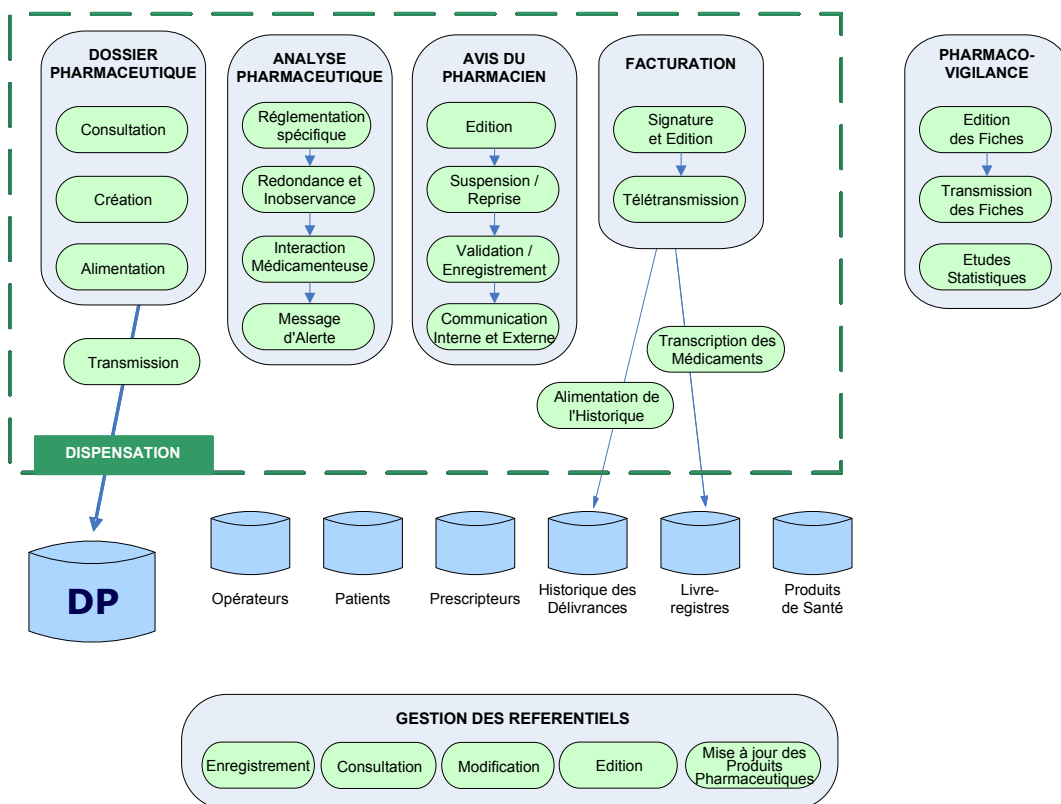 DOSSIER
PHARMACEUTIQUE
Consultation
Création
Alimentation
Transmission
ANALYSE
PHARMACEUTIQUE
Réglementation
spécifique
Redondance et
Inobservance
Interaction
Médicamenteuse
Message
d'Alerte
AVIS DU
PHARMACIEN
Edition
Suspension /
Reprise
Validation /
Enregistrement
Communication
Interne et Externe
FACTURATION
Signature
et Edition
Télétransmission
Transcription des
Médicaments
Alimentation de
l'Historique
PHARMACO-
VIGILANCE
Edition
des Fiches
Transmission
des Fiches
Etudes
Statistiques
DISPENSATION
DP
Opérateurs
Patients
Prescripteurs
Historique des
Délivrances
Livre-
registres
Produits
de Santé
GESTION DES REFERENTIELS
Enregistrement
Consultation
Modification
Edition
Mise à jour des
Produits
Pharmaceutiques